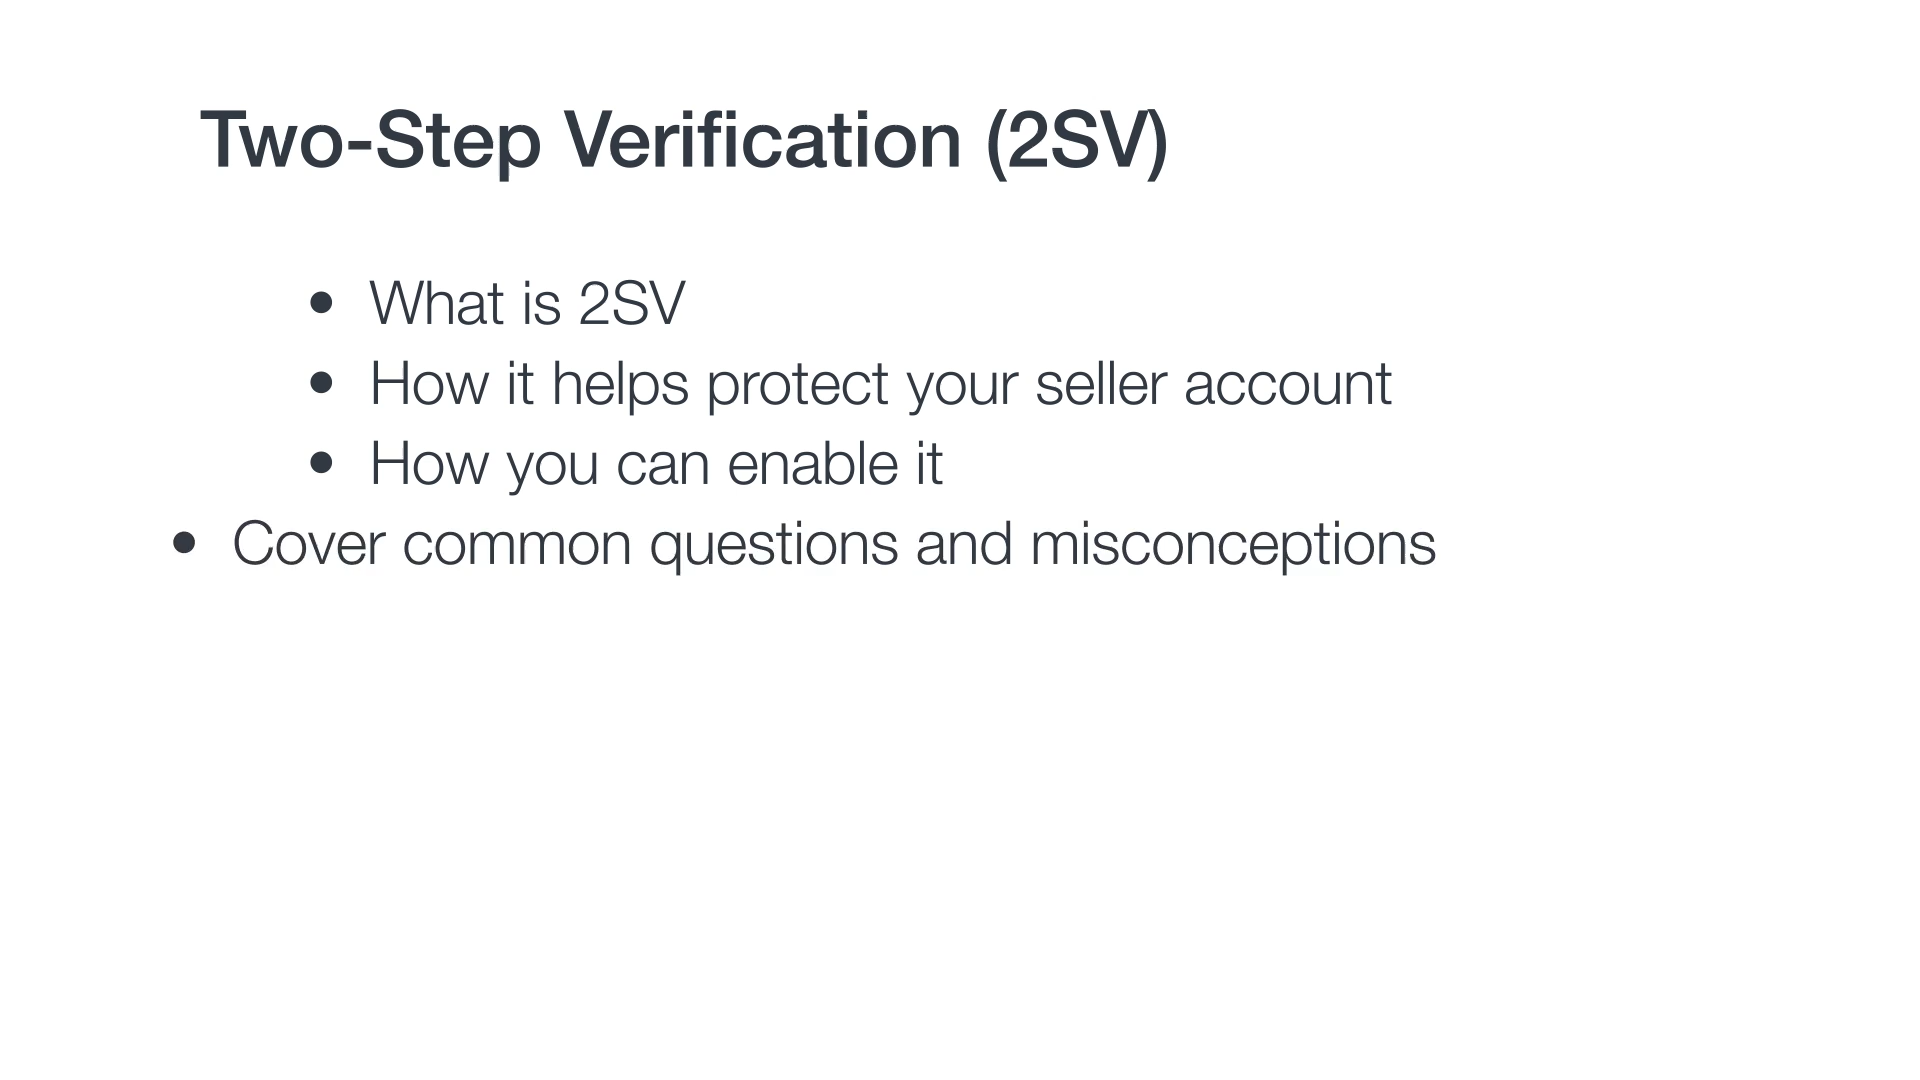 Two-Step Verification (2SV)
• What is 2SV
• How it helps protect your seller account
• How you can enable it
• Cover common questions and misconceptions